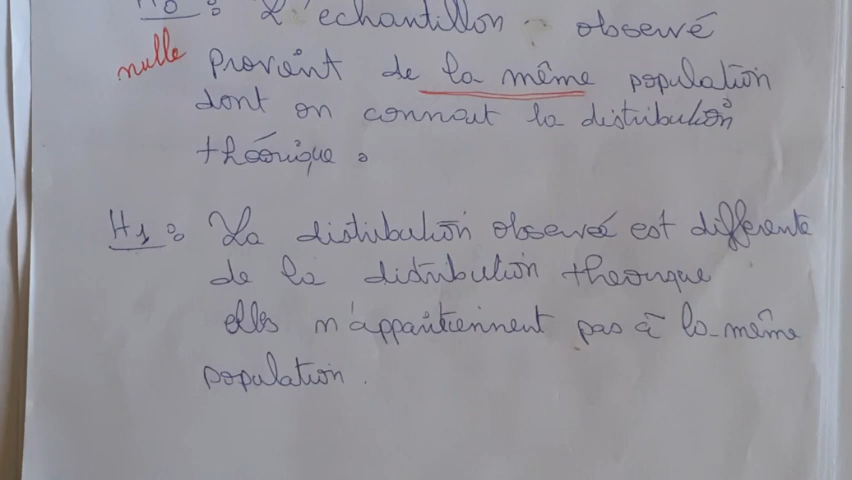 H0 : L'échantillon observé
nulle provient de la même population
dont on connait la distribution
théorique.
H1 : La distribution observée est différente
de la distribution theorique
elles n'appartiennent pas à la même
population.